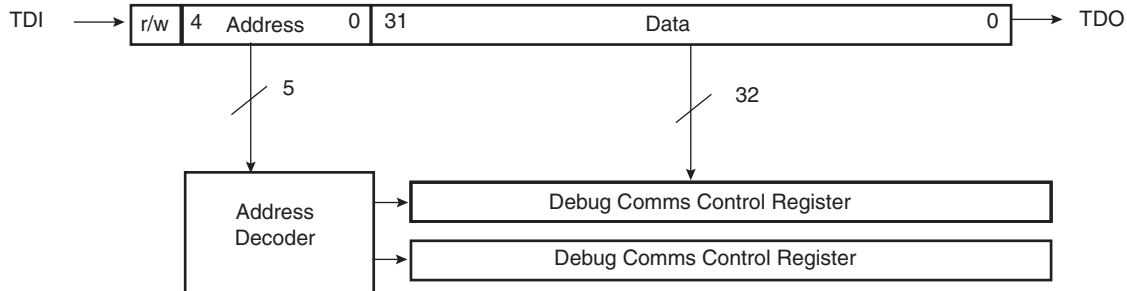 TDI r/w 4 Address 0 31 Data 0 TDO
5 32
Debug Comms Control Register
Address
Decoder
Debug Comms Control Register